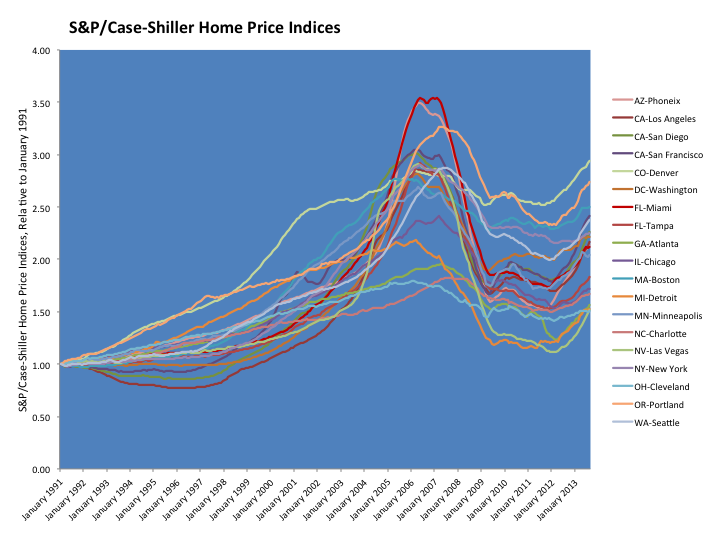 S&P/Case-Shiller Home Price Indices
S&P/Case-Shiller Home Price Indices, Relative to January 1991
4.00
3.50
3.00
2.50
2.00
1.50
1.00
0.50
0.00
January 1991
January 1992
January 1993
January 1994
January 1995
January 1996
January 1997
January 1998
January 1999
January 2000
January 2001
January 2002
January 2003
January 2004
January 2005
January 2006
January 2007
January 2008
January 2009
January 2010
January 2011
January 2012
January 2013
AZ-Phoneix
CA-Los Angeles
CA-San Diego
CA-San Francisco
CO-Denver
DC-Washington
FL-Miami
FL-Tampa
GA-Atlanta
IL-Chicago
MA-Boston
MI-Detroit
MN-Minneapolis
NC-Charlotte
NV-Las Vegas
NY-New York
OH-Cleveland
OR-Portland
WA-Seattle